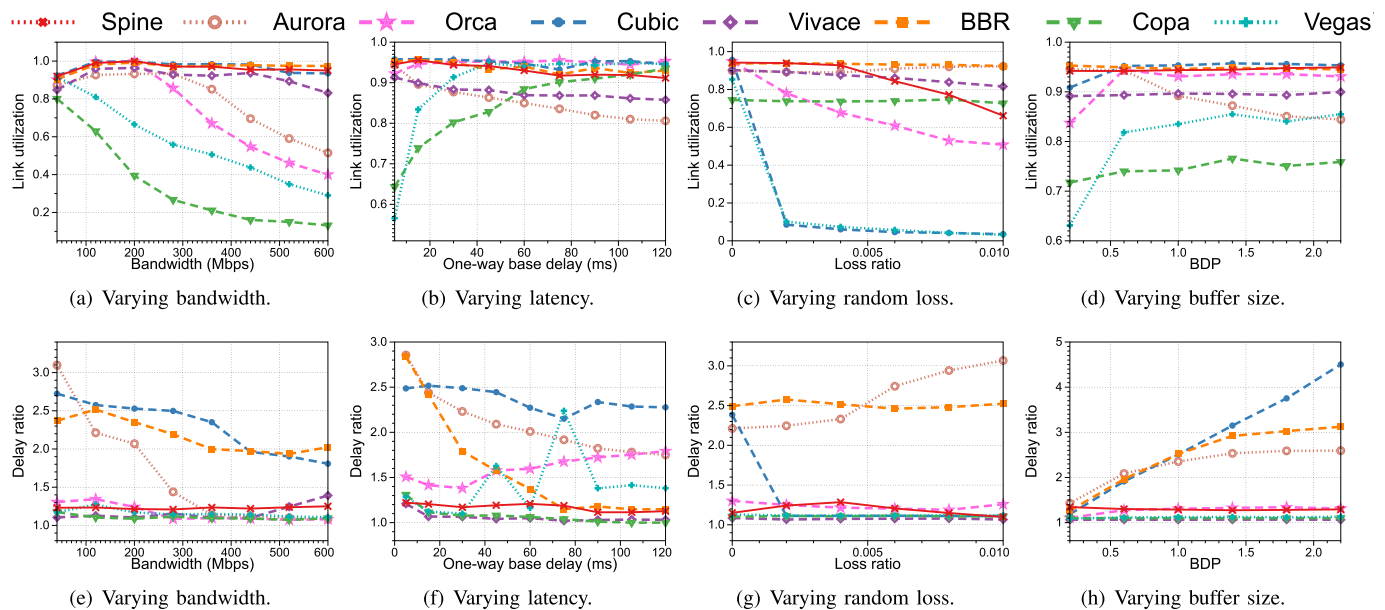 Spine Aurora Orca Cubic Vivace BBR Copa Vegas
1.0 0.8 0.6 0.4 0.2
Link utilization
100 200 300 400 500 600
Bandwidth (Mbps)
(a) Varying bandwidth.
1.0 0.9 0.8 0.7 0.6
Link utilization
20 40 60 80 100 120
One-way base delay (ms)
(b) Varying latency.
1.0 0.8 0.6 0.4 0.2 0
Link utilization
0 0.005 0.010
Loss ratio
(c) Varying random loss.
1.0 0.9 0.8 0.7 0.6
Link utilization
0.5 1.0 1.5 2.0
BDP
(d) Varying buffer size.
3.0 2.5 2.0 1.5 1.0
Delay ratio
100 200 300 400 500 600
Bandwidth (Mbps)
(e) Varying bandwidth.
3.0 2.5 2.0 1.5 1.0
Delay ratio
0 20 40 60 80 100 120
One-way base delay (ms)
(f) Varying latency.
3.0 2.5 2.0 1.5 1.0
Delay ratio
0 0.005 0.010
Loss ratio
(g) Varying random loss.
5 4 3 2 1
Delay ratio
0.5 1.0 1.5 2.0
BDP
(h) Varying buffer size.